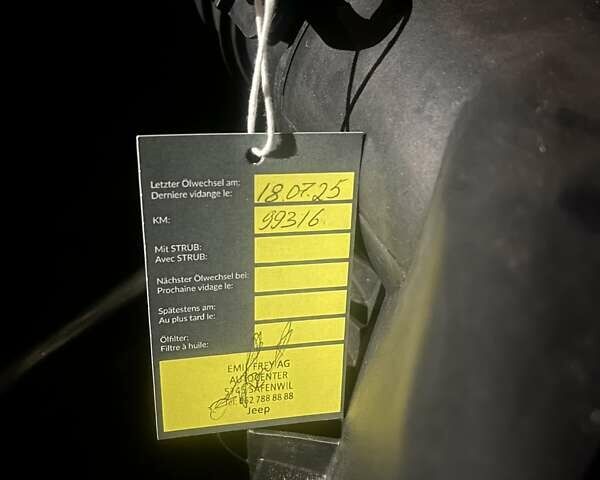 Letzter Ölwechsel am:
Derniere vidange le:
18.07.25
KM:
99316
Mit STRUB:
Avec STRUB:
Nächster Ölwechsel bei:
Prochaine vidange le:
Spätestens am:
Au plus tard le:
Ölfilter:
Filtre à huile:
EMIL FREY AG
AUTOCENTER
5745 SAFENWIL
Tel. 062 788 88 88
Jeep